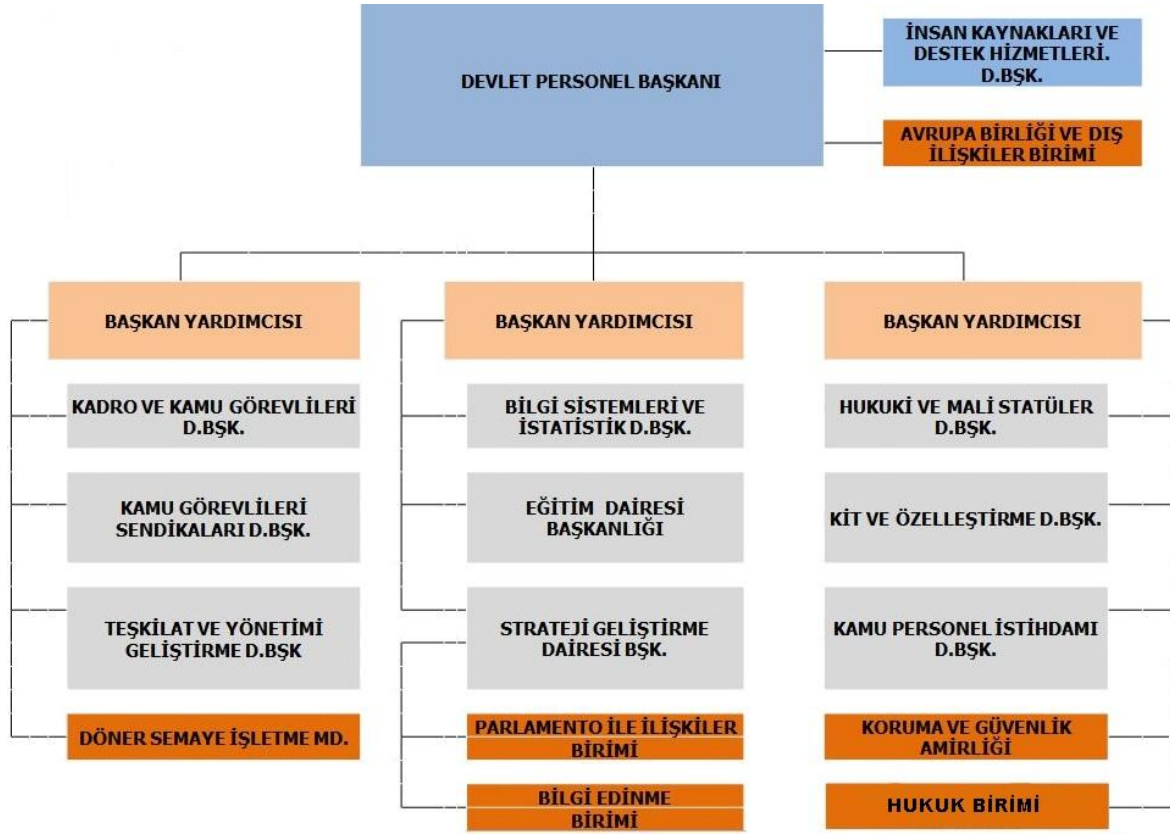 DEVLET PERSONEL BAŞKANI
İNSAN KAYNAKLARI VE
DESTEK HİZMETLERİ.
D.BŞK.
AVRUPA BİRLİĞİ VE DIŞ
İLİŞKİLER BİRİMİ
BAŞKAN YARDIMCISI
KADRO VE KAMU GÖREVLİLERİ
D.BŞK.
KAMU GÖREVLİLERİ
SENDİKALARI D.BŞK.
TEŞKİLAT VE YÖNETİMİ
GELİŞTİRME D.BŞK
DÖNER SEMAYE İŞLETME MD.
BAŞKAN YARDIMCISI
BİLGİ SİSTEMLERİ VE
İSTATİSTİK D.BŞK.
EĞİTİM DAİRESİ
BAŞKANLIĞI
STRATEJİ GELİŞTİRME
DAİRESİ BŞK.
PARLAMENTO İLE İLİŞKİLER
BİRİMİ
BİLGİ EDİNME
BİRİMİ
BAŞKAN YARDIMCISI
HUKUKİ VE MALİ STATÜLER
D.BŞK.
KİT VE ÖZELLEŞTİRME D.BŞK.
KAMU PERSONEL İSTİHDAMI
D.BŞK.
KORUMA VE GÜVENLİK
AMİRLİĞİ
HUKUK BİRİMİ